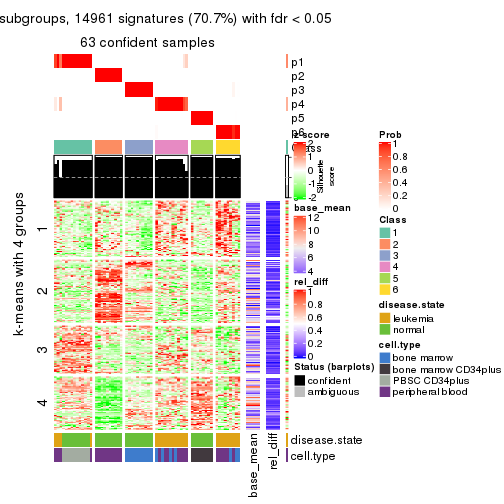 subgroups, 14961 signatures (70.7%) with fdr < 0.05
63 confident samples
p1
p2
p3
p4
p5
p6
Class
z-score
2
1
0
-1
-2
Silhouette
score
base_mean
12
10
8
6
4
rel_diff
1
0.8
0.6
0.4
0.2
0
Status (barplots)
confident
ambiguous
Prob
1
0.8
0.6
0.4
0.2
0
Class
1
2
3
4
5
6
disease.state
leukemia
normal
cell.type
bone marrow
bone marrow CD34plus
PBSC CD34plus
peripheral blood
k-means with 4 groups
1
2
3
4
disease.state
cell.type
base_mean
rel_diff